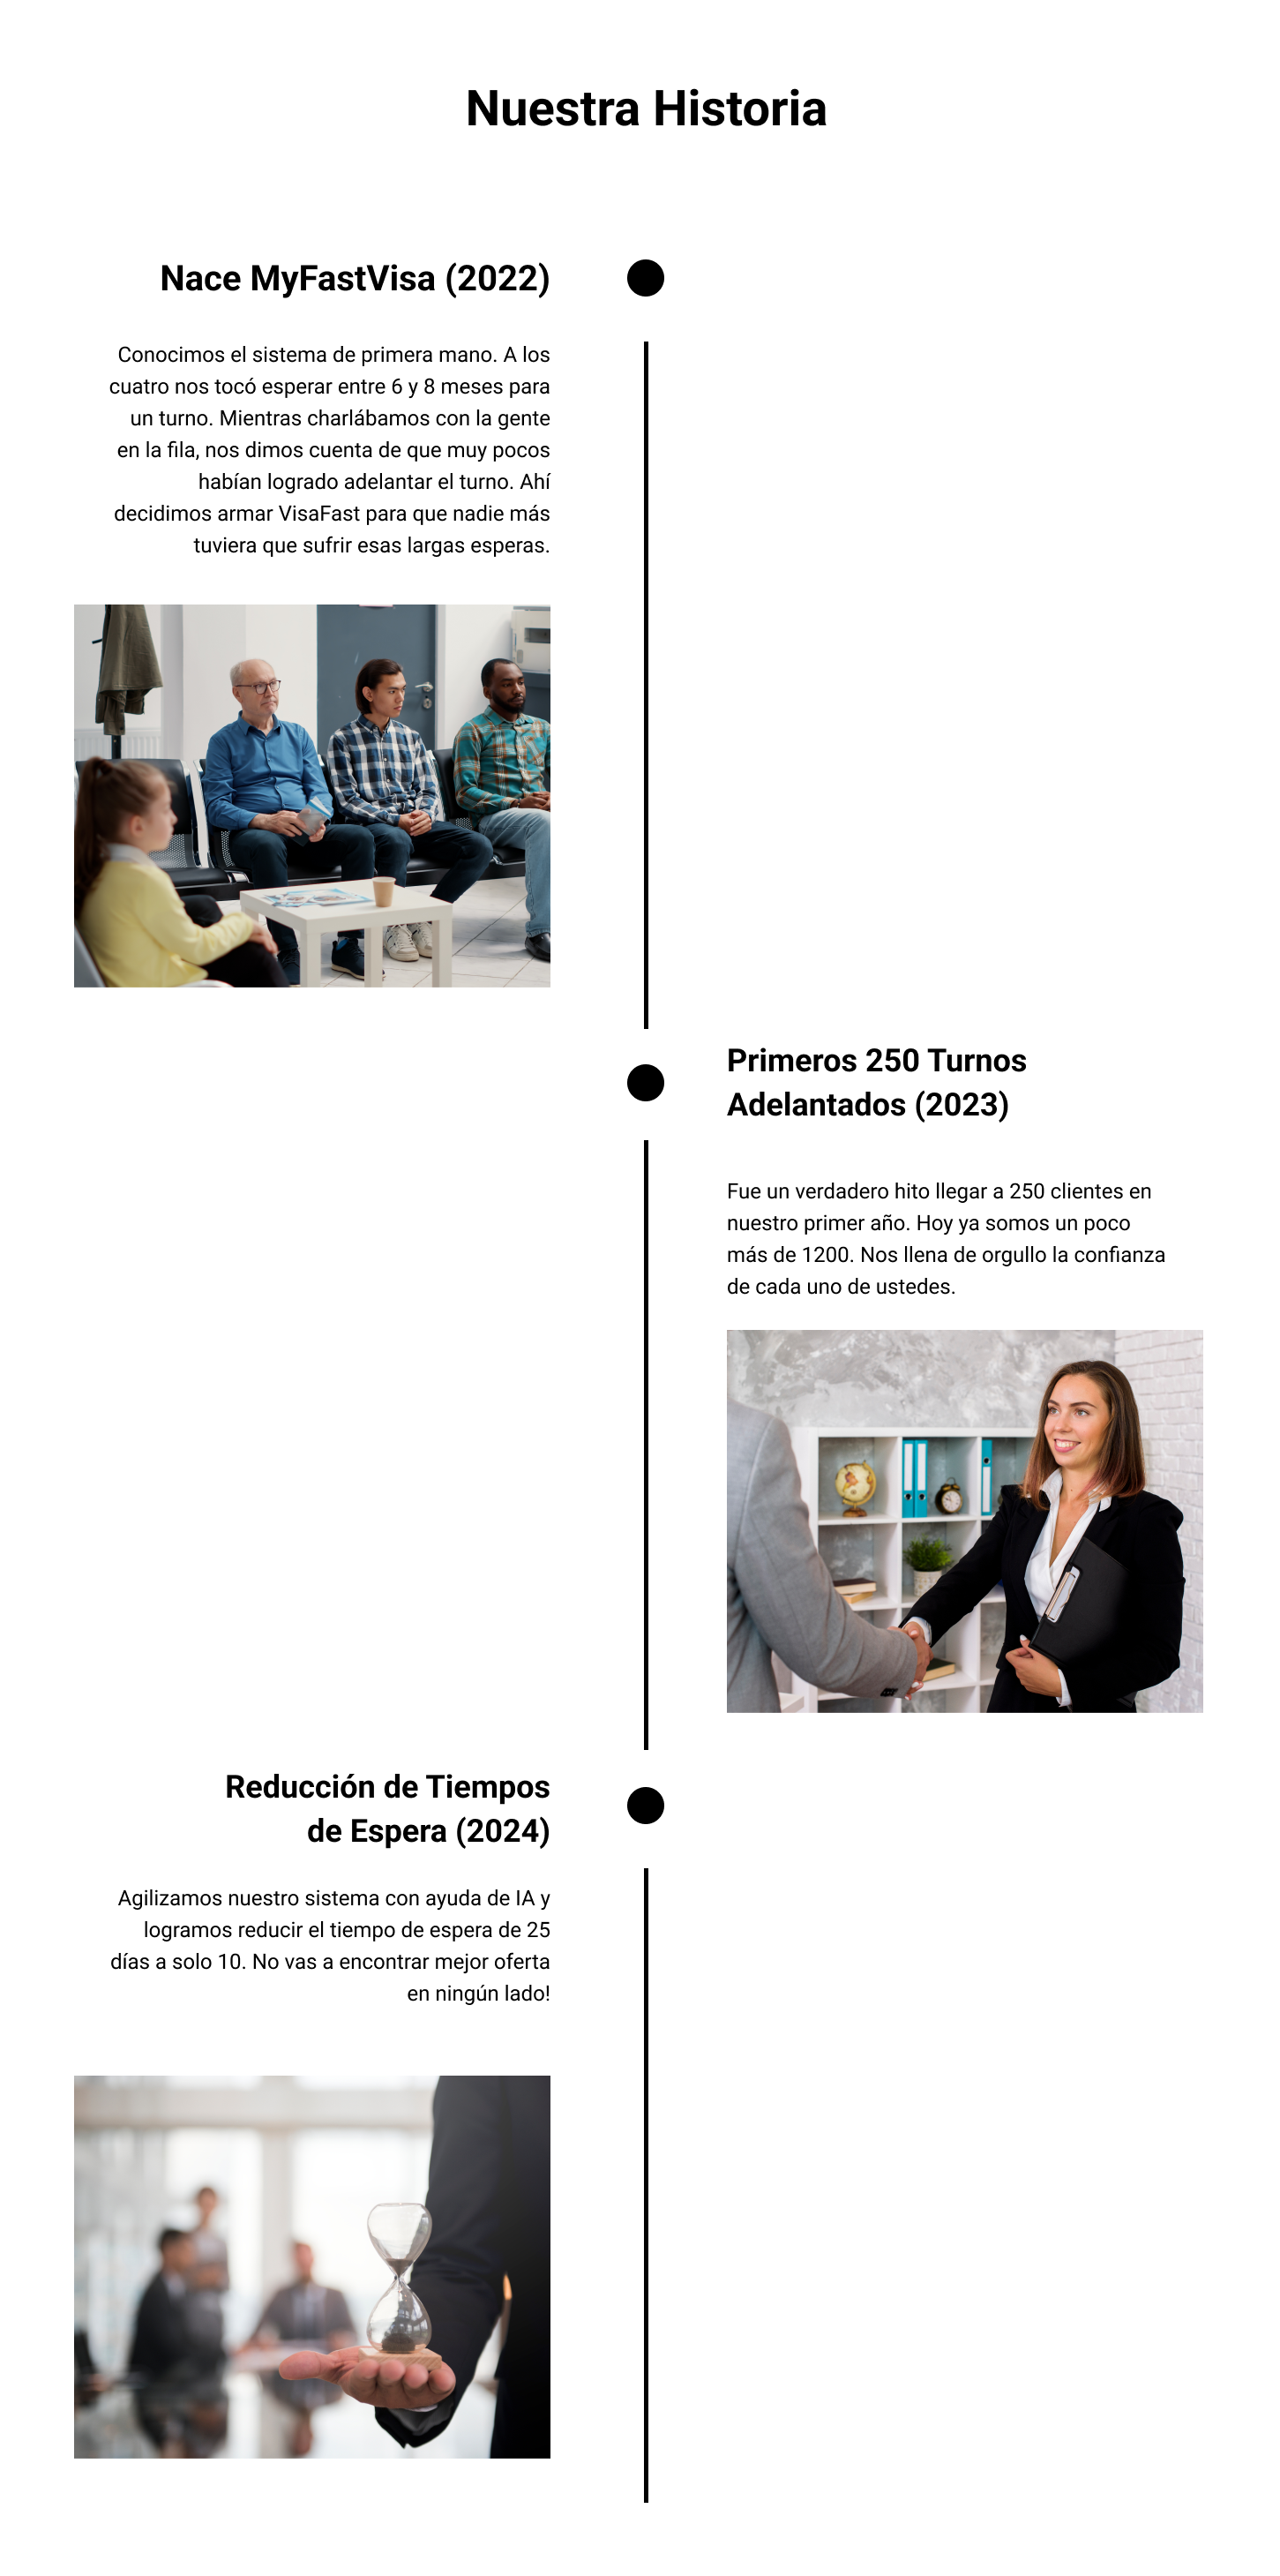 Nuestra Historia
Nace MyFastVisa (2022)
Conocimos el sistema de primera mano. A los
cuatro nos tocó esperar entre 6 y 8 meses para
un turno. Mientras charlábamos con la gente
en la fila, nos dimos cuenta de que muy pocos
habían logrado adelantar el turno. Ahí
decidimos armar VisaFast para que nadie más
tuviera que sufrir esas largas esperas.
Primeros 250 Turnos
Adelantados (2023)
Fue un verdadero hito llegar a 250 clientes en
nuestro primer año. Hoy ya somos un poco
más de 1200. Nos llena de orgullo la confianza
de cada uno de ustedes.
Reducción de Tiempos
de Espera (2024)
Agilizamos nuestro sistema con ayuda de IA y
logramos reducir el tiempo de espera de 25
días a solo 10. No vas a encontrar mejor oferta
en ningún lado!